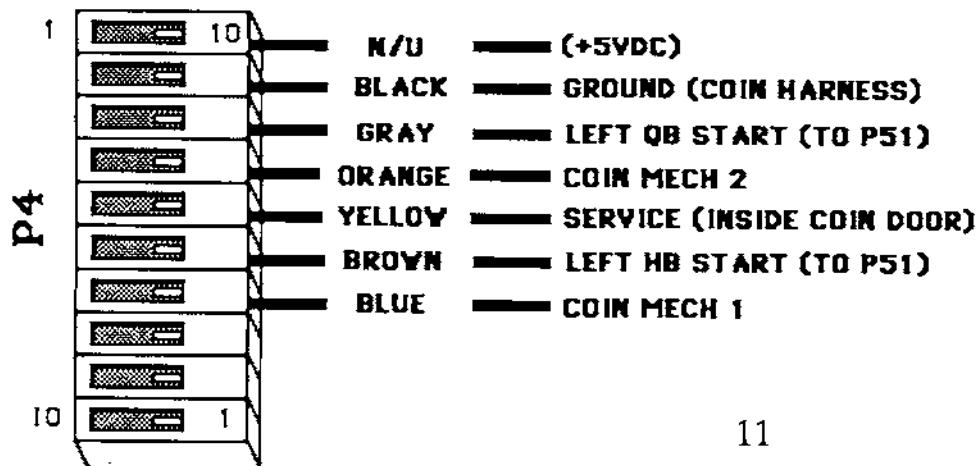 1 10 N/U (+5VDC)
BLACK GROUND (COIN HARNESS)
GRAY LEFT QB START (TO P51)
ORANGE COIN MECH 2
P4
YELLOW SERVICE (INSIDE COIN DOOR)
BROWN LEFT HB START (TO P51)
BLUE COIN MECH 1
10 1
11